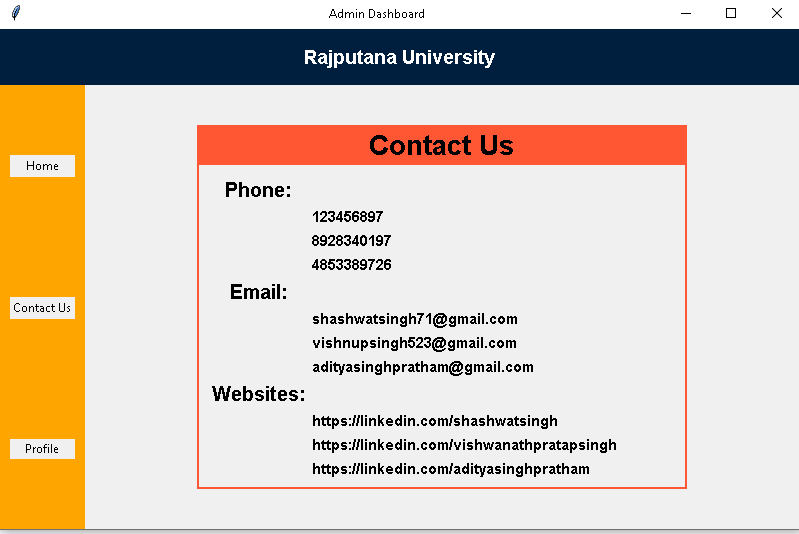 Admin Dashboard
Rajputana University
Home
Contact Us
Profile
Contact Us
Phone:
123456897
8928340197
4853389726
Email:
shashwatsingh71@gmail.com
vishnupsingh523@gmail.com
adityasinghpratham@gmail.com
Websites:
https://linkedin.com/shashwatsingh
https://linkedin.com/vishwanathpratapsingh
https://linkedin.com/adityasinghpratham